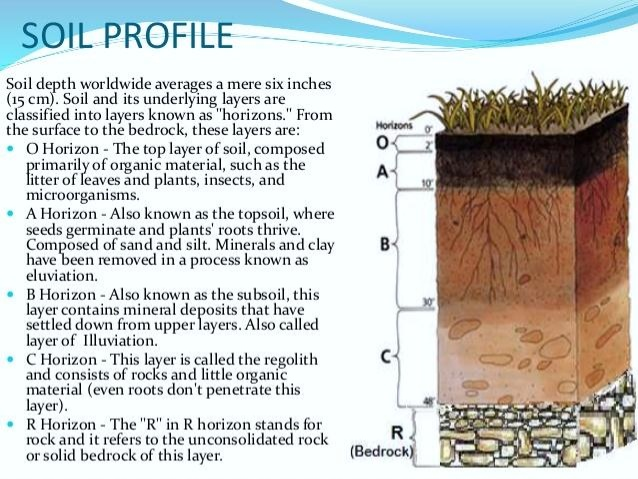 SOIL PROFILE
Soil depth worldwide averages a mere six inches
(15 cm). Soil and its underlying layers are
classified into layers known as "horizons." From
the surface to the bedrock, these layers are:
• O Horizon - The top layer of soil, composed
primarily of organic material, such as the
litter of leaves and plants, insects, and
microorganisms.
• A Horizon - Also known as the topsoil, where
seeds germinate and plants' roots thrive.
Composed of sand and silt. Minerals and clay
have been removed in a process known as
eluviation.
• B Horizon - Also known as the subsoil, this
layer contains mineral deposits that have
settled down from upper layers. Also called
layer of Illuviation.
• C Horizon - This layer is called the regolith
and consists of rocks and little organic
material (even roots don't penetrate this
layer).
• R Horizon - The "R" in R horizon stands for
rock and it refers to the unconsolidated rock
or solid bedrock of this layer.
Horizons 0"
O 2"
A
10"
B
30"
C
48"
R
(Bedrock)